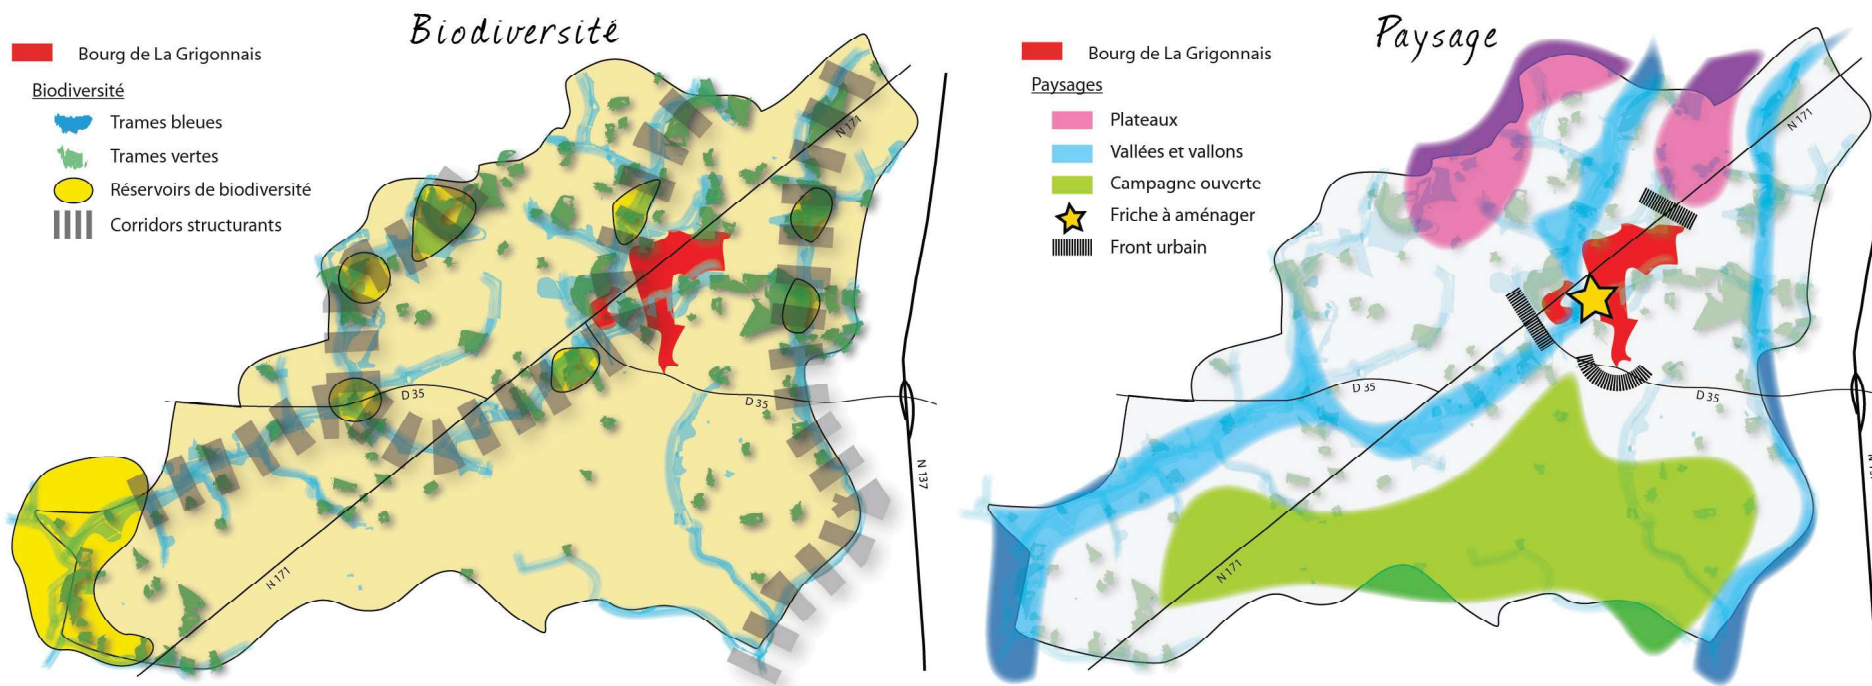 Biodiversité
Bourg de La Grigonnais
Biodiversité
Trames bleues
Trames vertes
Réservoirs de biodiversité
Corridors structurants
N 171
D 35
D 35
N 137
N 171
Paysage
Bourg de La Grigonnais
Paysages
Plateaux
Vallées et vallons
Campagne ouverte
Friche à aménager
Front urbain
N 171
D 35
D 35
N 171